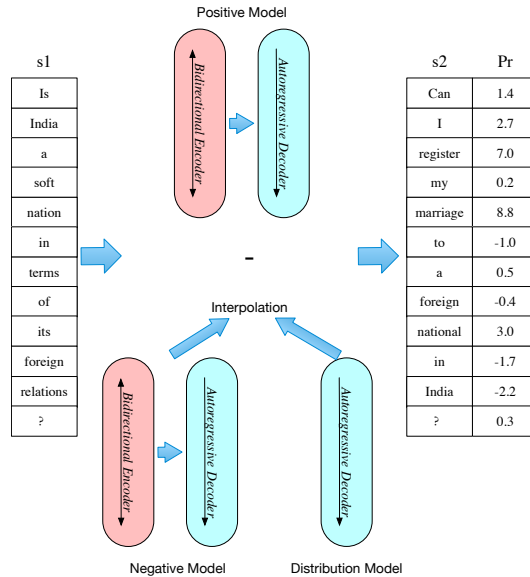 Positive Model
s1
Is
India
a
soft
nation
in
terms
of
its
foreign
relations
?
Bidirectional Encoder
Autoregressive Decoder
-
Interpolation
Bidirectional Encoder
Autoregressive Decoder
Autoregressive Decoder
Negative Model
Distribution Model
s2 Pr
Can 1.4
I 2.7
register 7.0
my 0.2
marriage 8.8
to -1.0
a 0.5
foreign -0.4
national 3.0
in -1.7
India -2.2
? 0.3